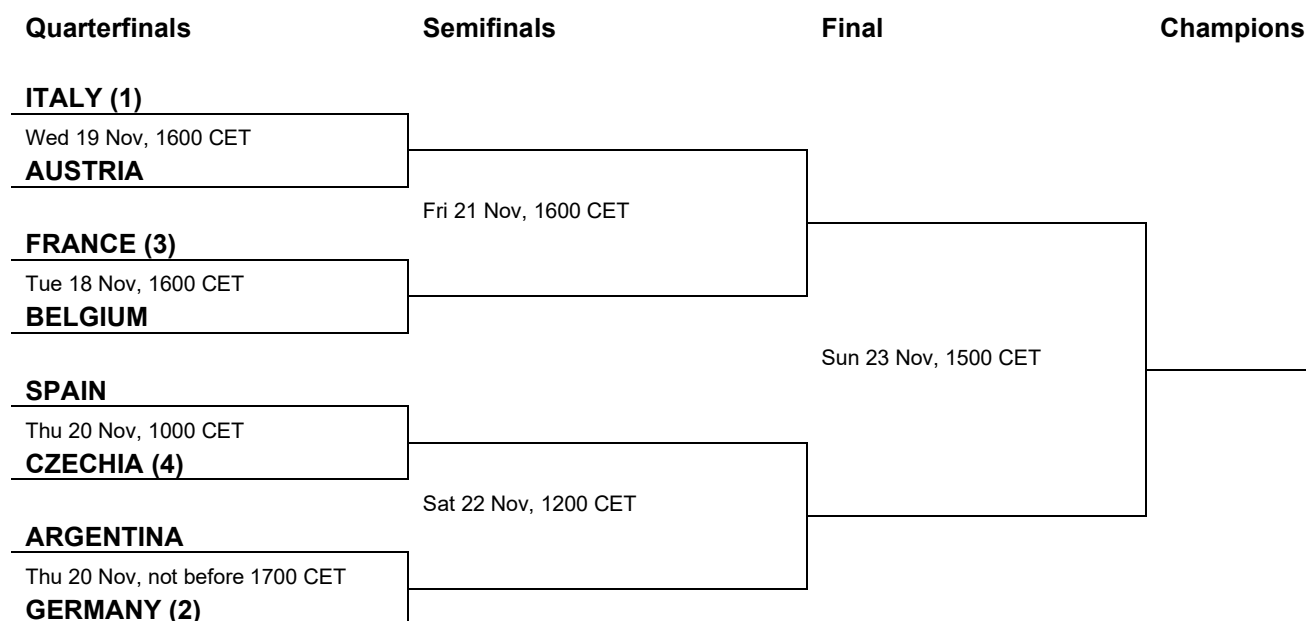 Quarterfinals Semifinals Final Champions
ITALY (1)
Wed 19 Nov, 1600 CET
AUSTRIA
Fri 21 Nov, 1600 CET
FRANCE (3)
Tue 18 Nov, 1600 CET
BELGIUM
Sun 23 Nov, 1500 CET
SPAIN
Thu 20 Nov, 1000 CET
CZECHIA (4)
Sat 22 Nov, 1200 CET
ARGENTINA
Thu 20 Nov, not before 1700 CET
GERMANY (2)